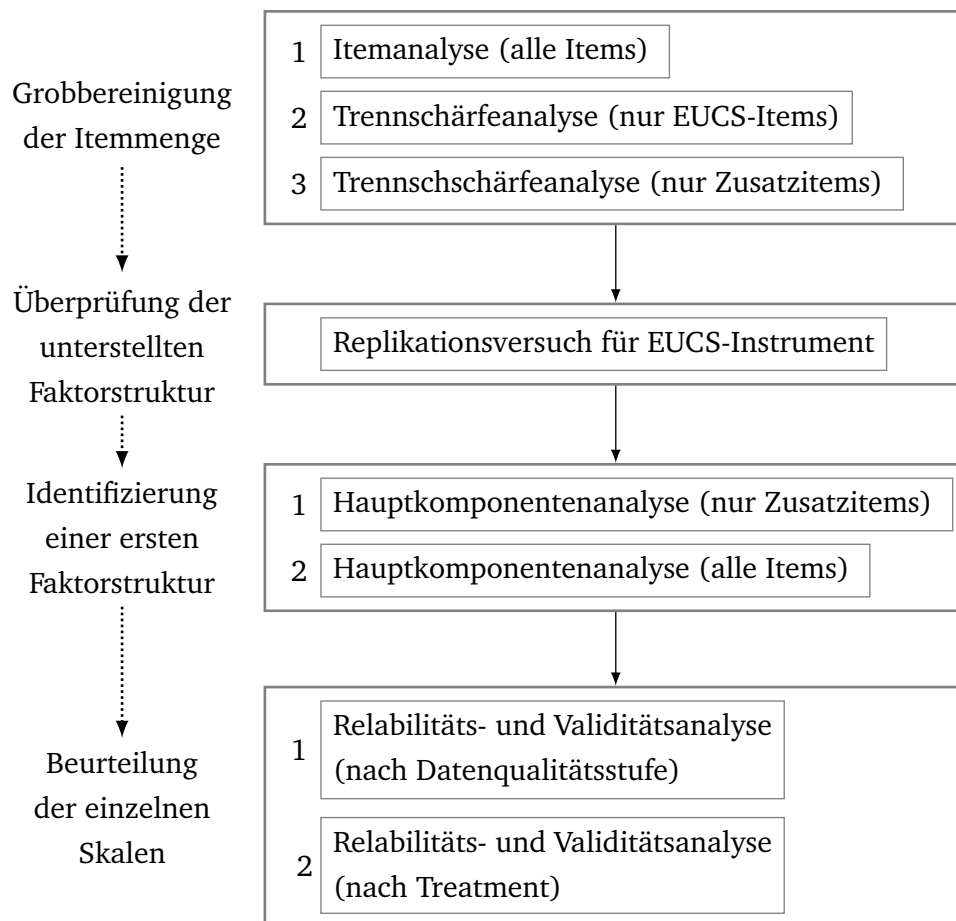 Grobbereinigung
der Itemmenge
1 Itemanalyse (alle Items)
2 Trennschärfeanalyse (nur EUCS-Items)
3 Trennschschärfeanalyse (nur Zusatzitems)
Überprüfung der
unterstellten
Faktorstruktur
Replikationsversuch für EUCS-Instrument
Identifizierung
einer ersten
Faktorstruktur
1 Hauptkomponentenanalyse (nur Zusatzitems)
2 Hauptkomponentenanalyse (alle Items)
Beurteilung
der einzelnen
Skalen
1 Relabilitäts- und Validitätsanalyse
(nach Datenqualitätsstufe)
2 Relabilitäts- und Validitätsanalyse
(nach Treatment)